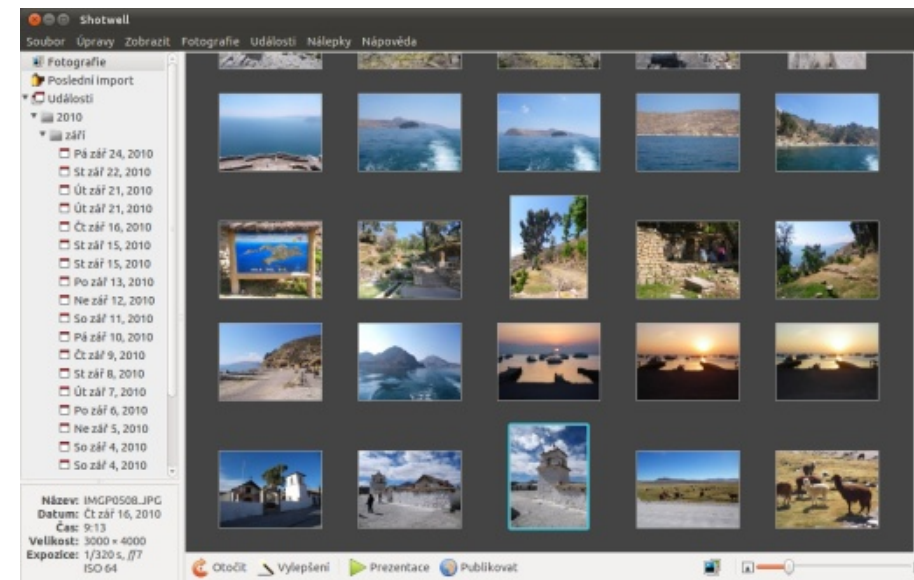 Shotwell
Soubor Úpravy Zobrazit Fotografie Události Nálepky Nápověda
Fotografie
Poslední import
Události
2010
září
Pá zář 24, 2010
St zář 22, 2010
Út zář 21, 2010
Út zář 21, 2010
Čt zář 16, 2010
St zář 15, 2010
St zář 15, 2010
Po zář 13, 2010
Ne zář 12, 2010
So zář 11, 2010
Pá zář 10, 2010
Čt zář 9, 2010
St zář 8, 2010
Út zář 7, 2010
Po zář 6, 2010
Ne zář 5, 2010
So zář 4, 2010
So zář 4, 2010
Název: IMGP0508.JPG
Datum: Čt zář 16, 2010
Čas: 9:13
Velikost: 3000 × 4000
Expozice: 1/320 s, f/7
ISO 64
Otočit Vylepšení Prezentace Publikovat